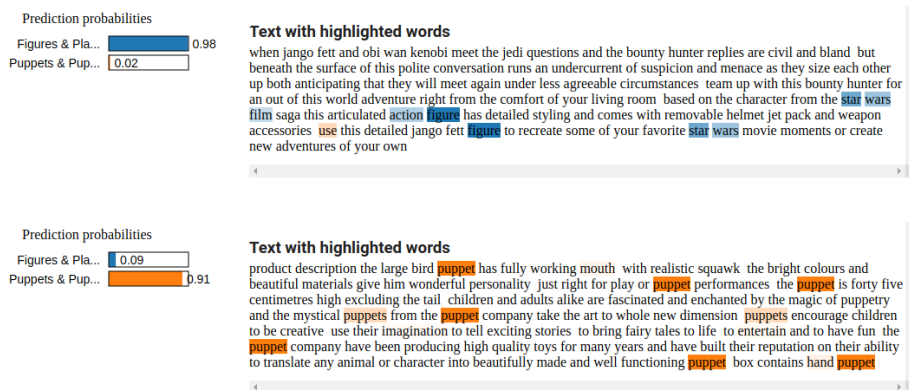 Prediction probabilities
Figures & Pla... 0.98
Puppets & Pup... 0.02
Text with highlighted words
when jango fett and obi wan kenobi meet the jedi questions and the bounty hunter replies are civil and bland but
beneath the surface of this polite conversation runs an undercurrent of suspicion and menace as they size each other
up both anticipating that they will meet again under less agreeable circumstances team up with this bounty hunter for
an out of this world adventure right from the comfort of your living room based on the character from the star wars
film saga this articulated action figure has detailed styling and comes with removable helmet jet pack and weapon
accessories use this detailed jango fett figure to recreate some of your favorite star wars movie moments or create
new adventures of your own
Prediction probabilities
Figures & Pla... 0.09
Puppets & Pup... 0.91
Text with highlighted words
product description the large bird puppet has fully working mouth with realistic squawk the bright colours and
beautiful materials give him wonderful personality just right for play or puppet performances the puppet is forty five
centimetres high excluding the tail children and adults alike are fascinated and enchanted by the magic of puppetry
and the mystical puppets from the puppet company take the art to whole new dimension puppets encourage children
to be creative use their imagination to tell exciting stories to bring fairy tales to life to entertain and to have fun the
puppet company have been producing high quality toys for many years and have built their reputation on their ability
to translate any animal or character into beautifully made and well functioning puppet box contains hand puppet